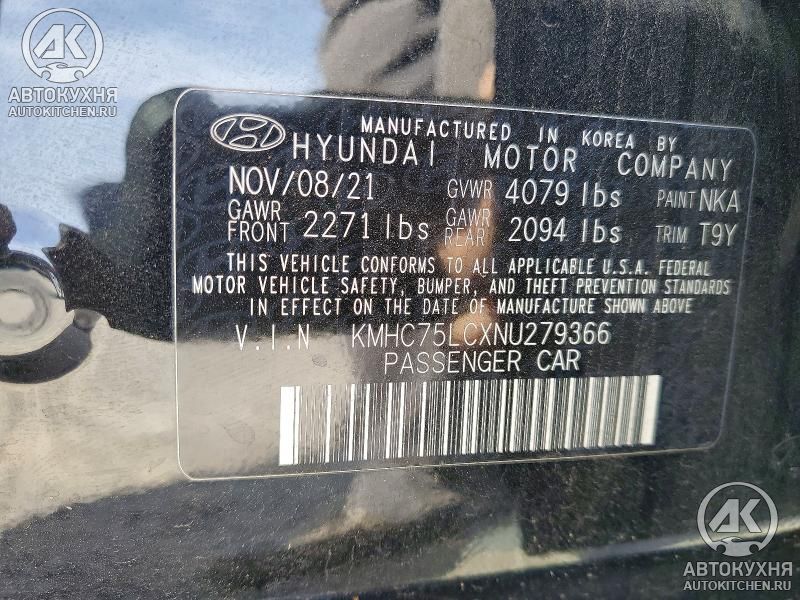 АВТОКУХНЯ
AUTOKITCHEN.RU
MANUFACTURED IN KOREA BY
HYUNDAI MOTOR COMPANY
NOV/08/21 GVWR 4079 lbs PAINT NKA
GAWR FRONT 2271 lbs GAWR REAR 2094 lbs TRIM T9Y
THIS VEHICLE CONFORMS TO ALL APPLICABLE U.S.A. FEDERAL
MOTOR VEHICLE SAFETY, BUMPER, AND THEFT PREVENTION STANDARDS
IN EFFECT ON THE DATE OF MANUFACTURE SHOWN ABOVE.
V.I.N KMHC75LCXNU279366
PASSENGER CAR
АК
АВТОКУХНЯ
AUTOKITCHEN.RU